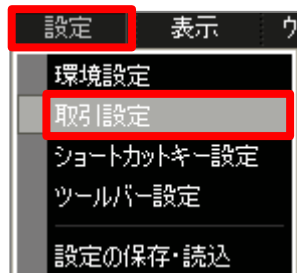 設定 表示 ウ
環境設定
取引設定
ショートカットキー設定
ツールバー設定
設定の保存・読込